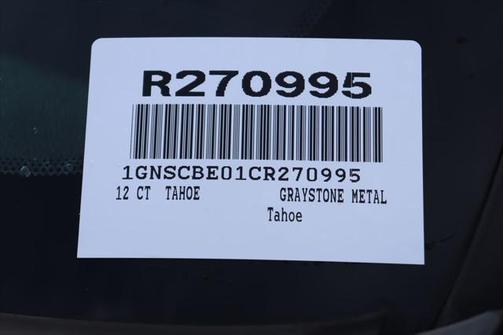 R270995
1GNSCBE01CR270995
12 CT TAHOE GRAYSTONE METAL
Tahoe